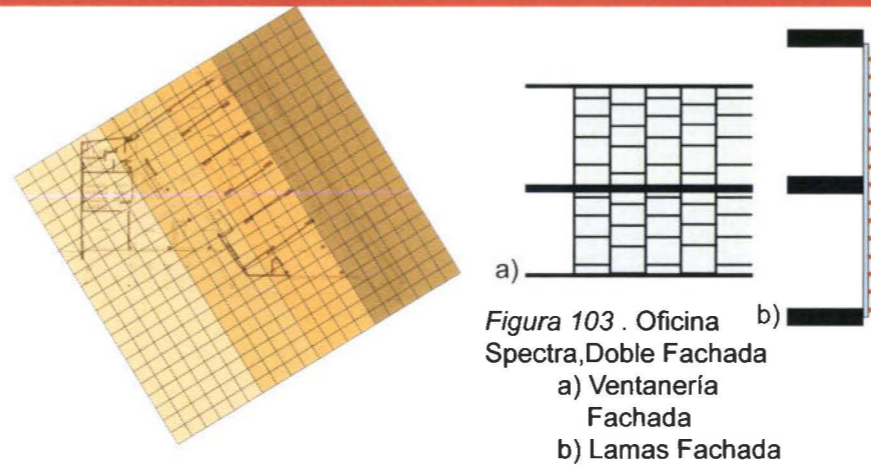 a)
b)
Figura 103 . Oficina
Spectra,Doble Fachada
a) Ventanería
Fachada
b) Lamas Fachada